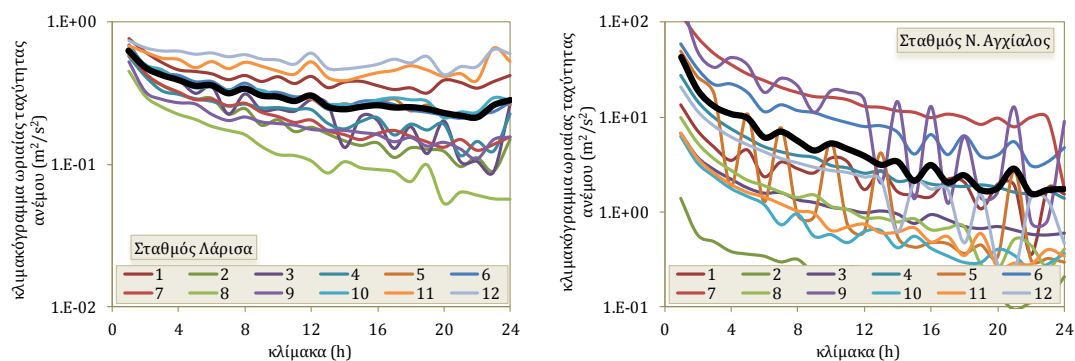 κλιμακόγραμμα ωριαίας ταχύτητας
ανέμου (m²/s²)
1.E+00
1.E-01
1.E-02
Σταθμός Λάρισα
1 2 3 4 5 6
7 8 9 10 11 12
0 4 8 12 16 20 24
κλίμακα (h)
κλιμακόγραμμα ωριαίας ταχύτητας
ανέμου (m²/s²)
1.E+02
1.E+01
1.E+00
1.E-01
Σταθμός Ν. Αγχίαλος
1 2 3 4 5 6
7 8 9 10 11 12
0 4 8 12 16 20 24
κλίμακα (h)